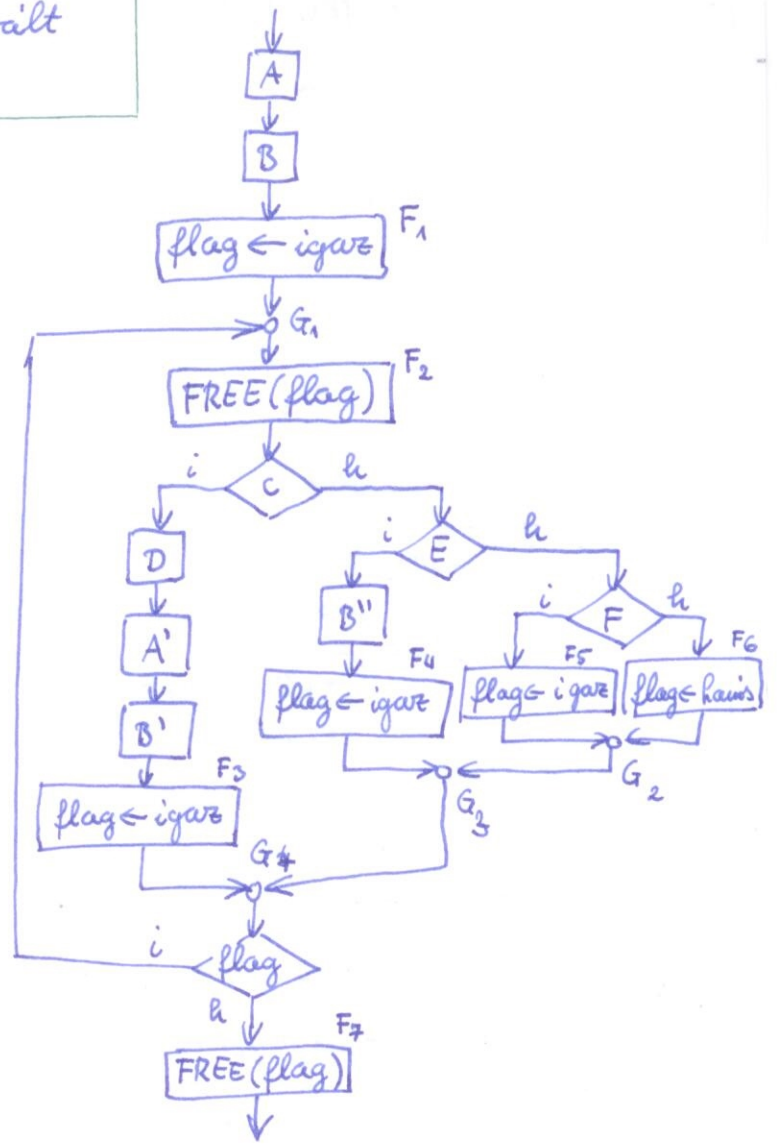 ált
A
B
flag ← igaz F1
G1
FREE(flag) F2
i C h
i E h
D
B'' i F h
A'
flag ← igaz F4 flag ← igaz F5 flag ← hamis F6
B'
G2
flag ← igaz F3
G3
G4
i flag
h
FREE(flag) F7